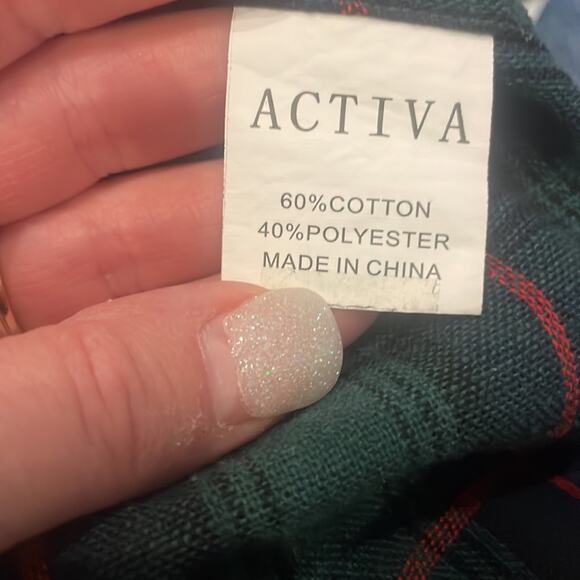 ACTIVA
60%COTTON
40%POLYESTER
MADE IN CHINA